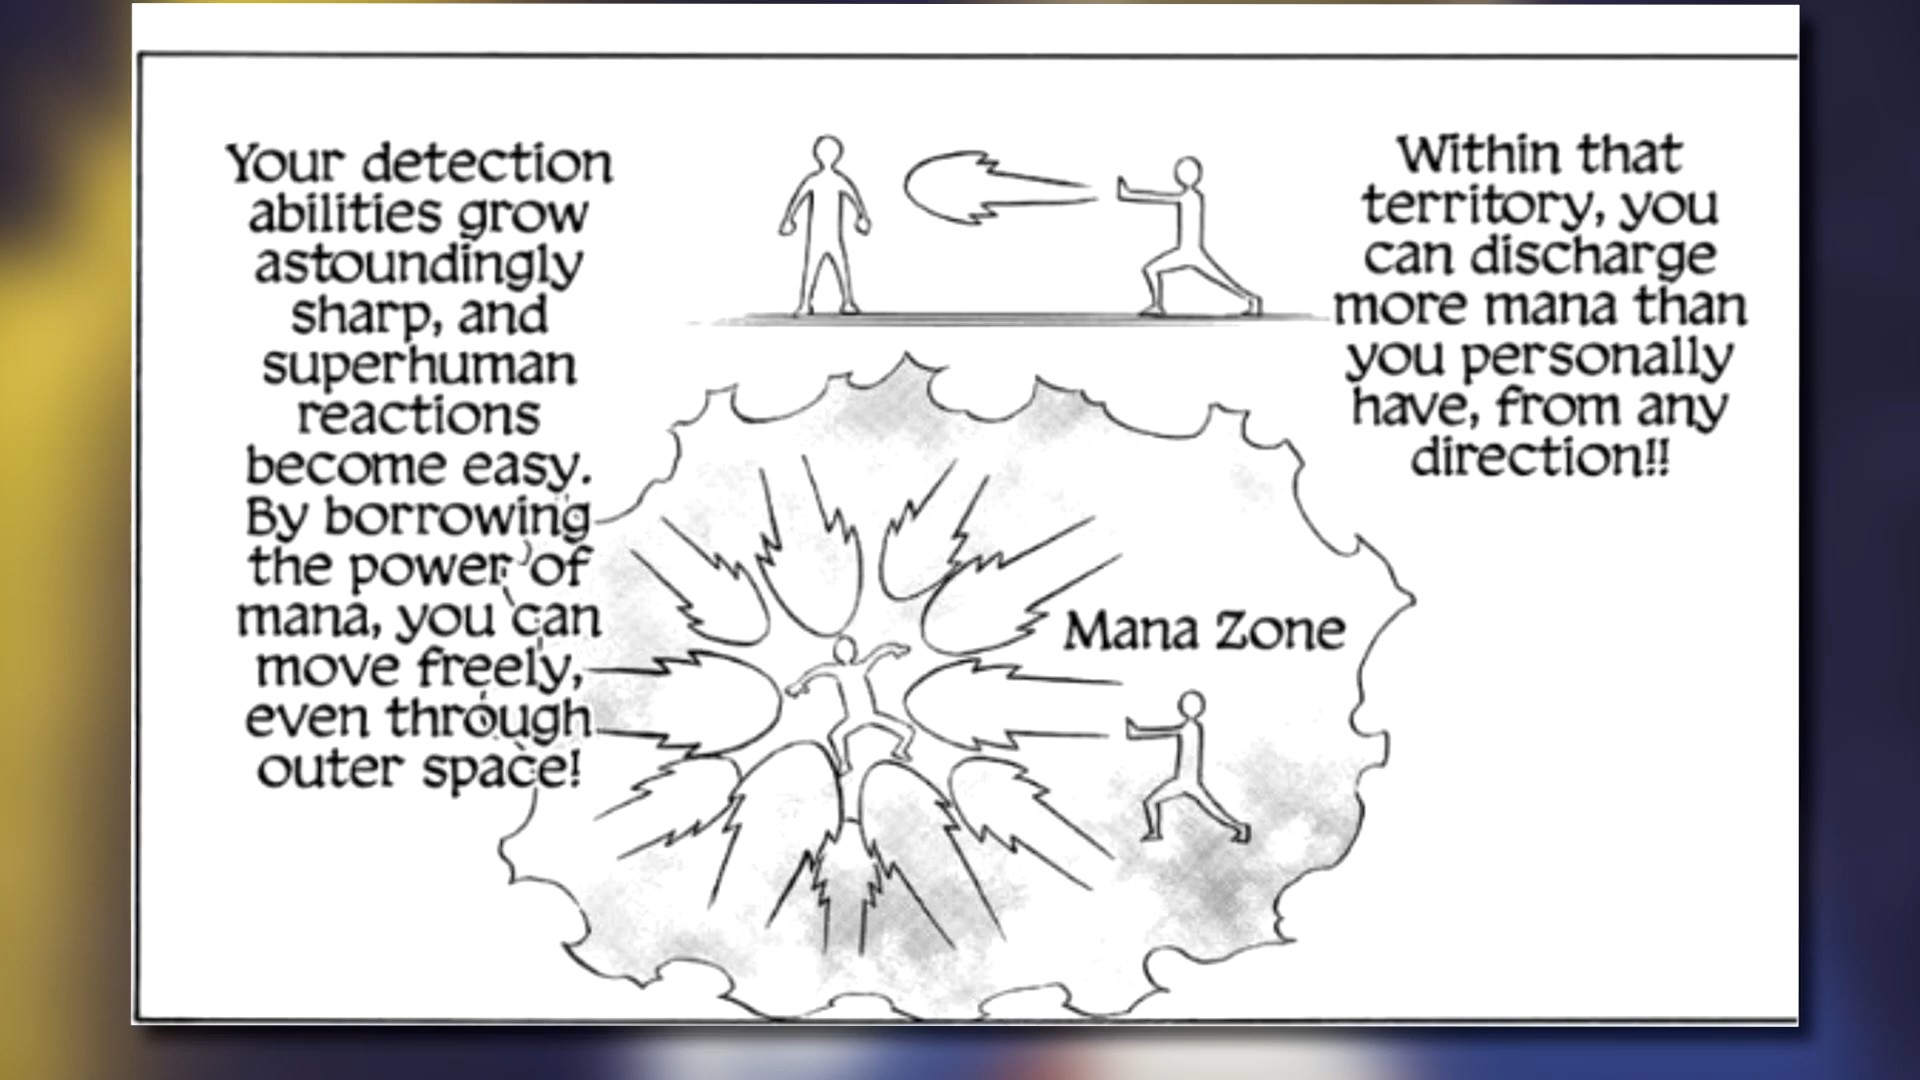 Within that
territory, you
can discharge
more mana than
you personally
have, from any
direction!!
Mana Zone
Your detection
abilities grow
astoundingly
sharp, and
superhuman
reactions
become easy.
By borrowing
the power of
mana, you can
move freely,
even through
outer space!